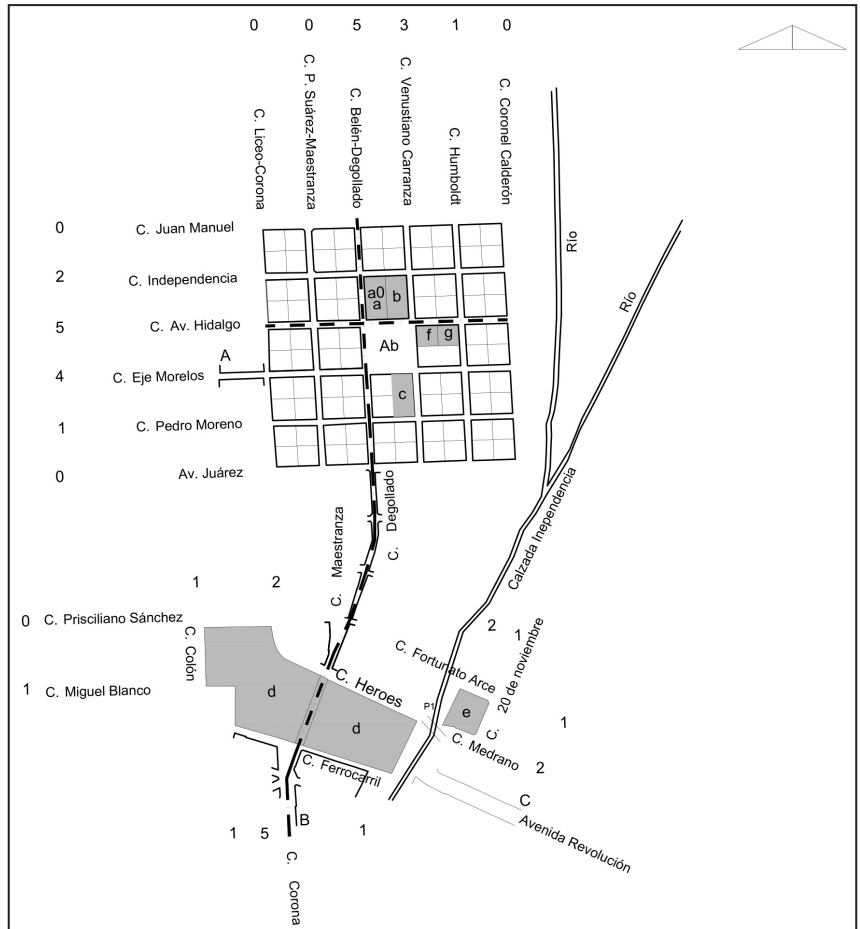 0 0 5 3 1 0
C. Liceo-Corona
C. P. Suárez-Maestranza
C. Belén-Degollado
C. Venustiano Carranza
C. Humboldt
C. Coronel Calderón
0 C. Juan Manuel
2 C. Independencia
5 C. Av. Hidalgo
4 C. Eje Morelos
1 C. Pedro Moreno
0 Av. Juárez
A
a0
a
b
Ab
f
g
c
Río
Río
Calzada Inependencia
C. Degollado
C. Maestranza
1 2
0 C. Prisciliano Sánchez
1 C. Miguel Blanco
C. Colón
d
d
C. Heroes
C. Ferrocarril
2 1
C. Fortunato Arce
C. 20 de noviembre
P1
e
C. Medrano
1
2
C
Avenida Revolución
B
1 5
1
C. Corona